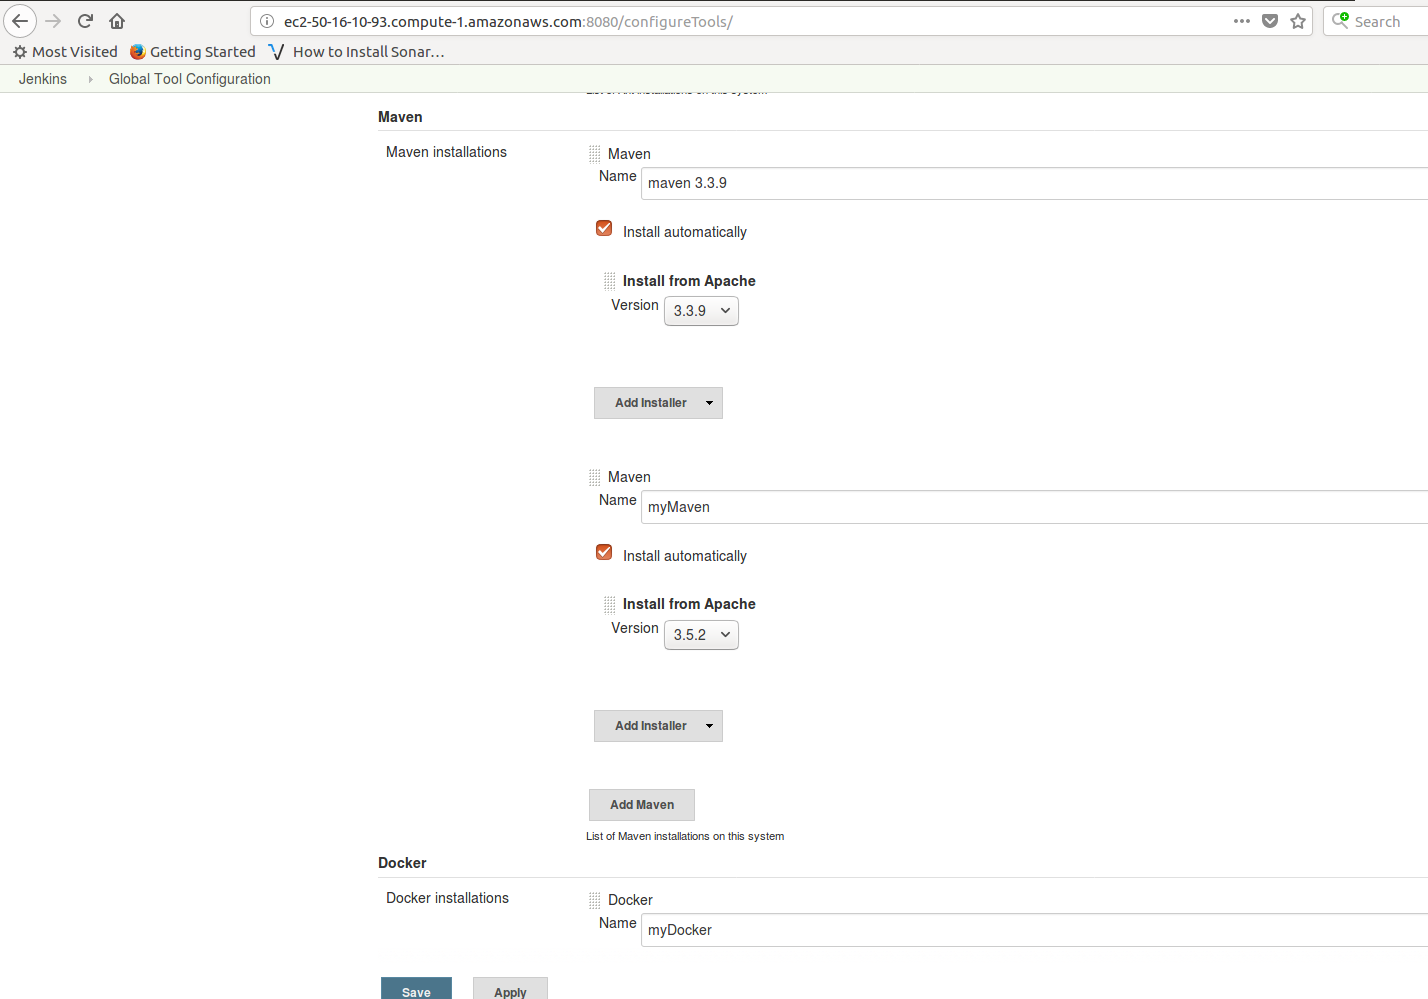 ec2-50-16-10-93.compute-1.amazonaws.com:8080/configureTools/
Search
Most Visited Getting Started How to Install Sonar...
Jenkins Global Tool Configuration
Maven
Maven installations
Maven
Name maven 3.3.9
Install automatically
Install from Apache
Version 3.3.9
Add Installer
Maven
Name myMaven
Install automatically
Install from Apache
Version 3.5.2
Add Installer
Add Maven
List of Maven installations on this system
Docker
Docker installations
Docker
Name myDocker
Save Apply